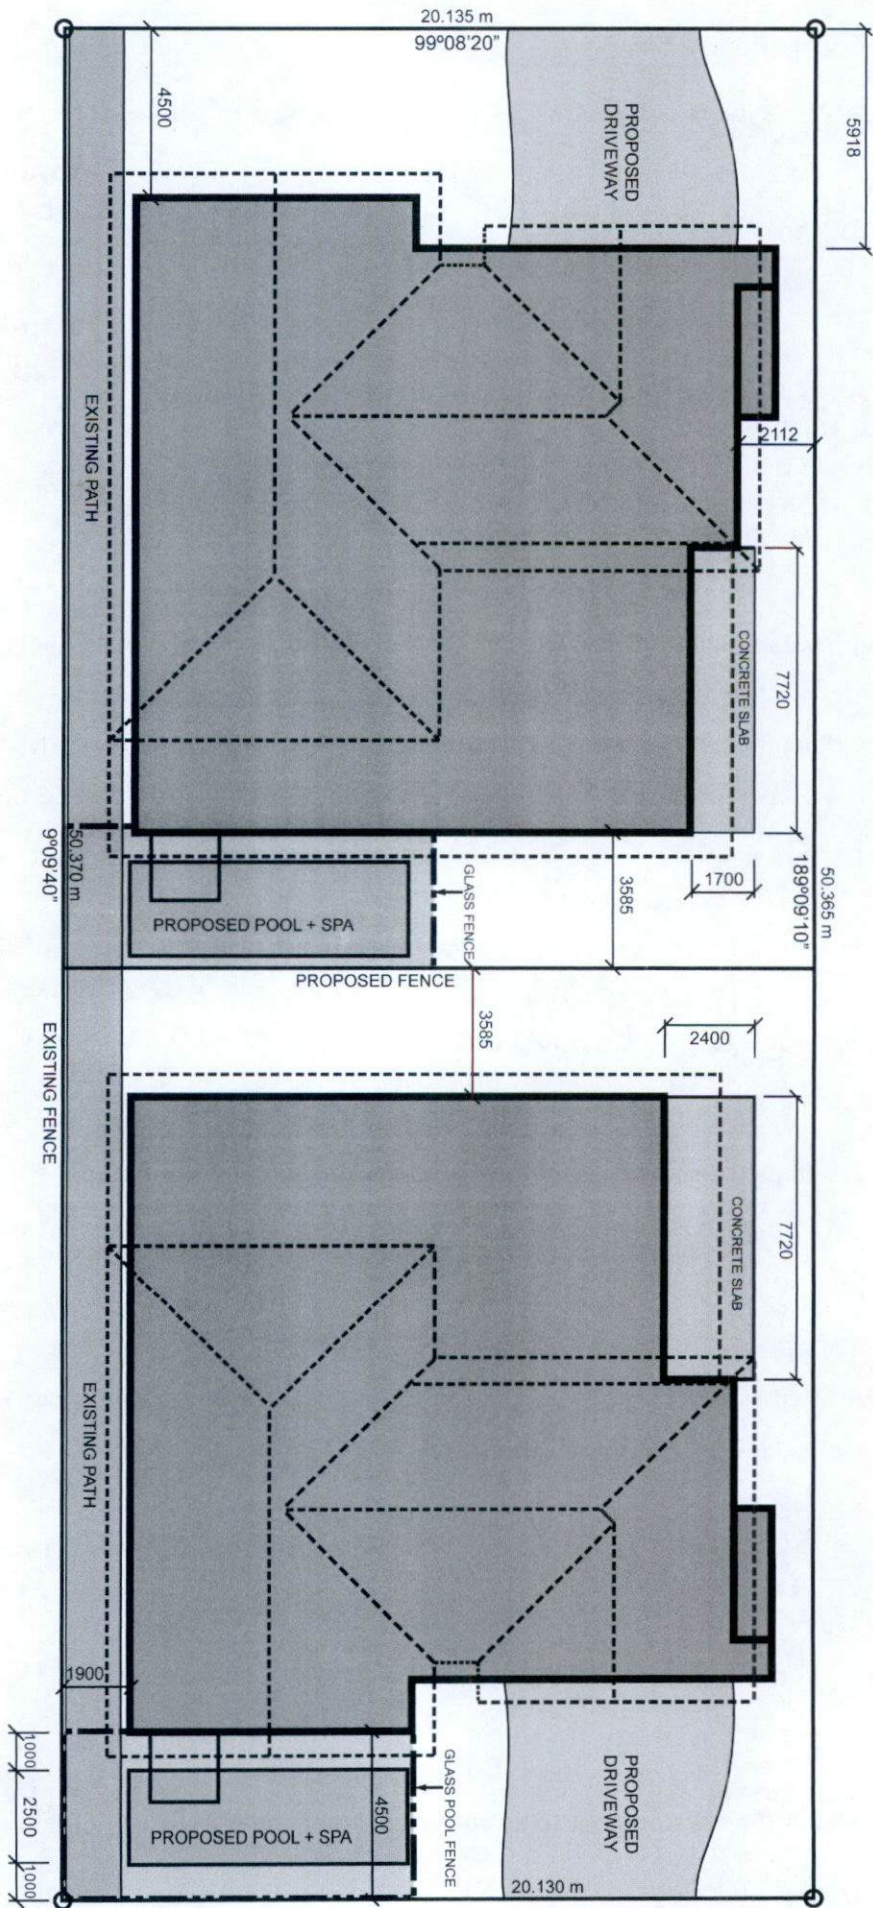 20.135 m
99°08'20"
4500
PROPOSED
DRIVEWAY
5918
EXISTING PATH
2112
CONCRETE SLAB
7720
50.370 m
9°09'40"
PROPOSED POOL + SPA
GLASS FENCE
3585
1700
50.365 m
189°09'10"
PROPOSED FENCE
EXISTING FENCE
3585
2400
CONCRETE SLAB
7720
EXISTING PATH
1900
1000
2500
1000
PROPOSED POOL + SPA
4500
GLASS POOL FENCE
PROPOSED
DRIVEWAY
20.130 m